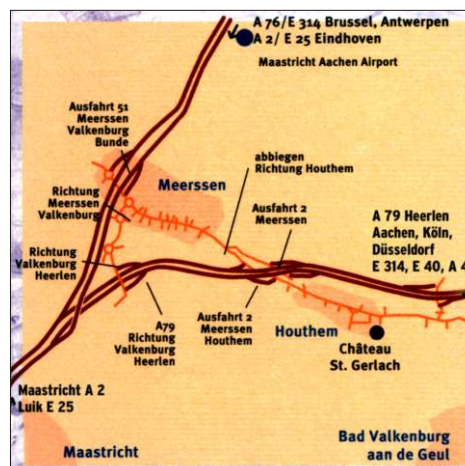 A 76/E 314 Brussel, Antwerpen
A 2/ E 25 Eindhoven
Maastricht Aachen Airport
Ausfahrt 51
Meerssen
Valkenburg
Bunde
abbiegen
Richtung Houthem
Meerssen
Richtung
Meerssen
Valkenburg
Ausfahrt 2
Meerssen
A 79 Heerlen
Aachen, Köln,
Düsseldorf
E 314, E 40, A 4
Richtung
Valkenburg
Heerlen
A79
Richtung
Valkenburg
Heerlen
Ausfahrt 2
Meerssen
Houthem
Houthem
Château
St. Gerlach
Maastricht A 2
Luik E 25
Maastricht
Bad Valkenburg
aan de Geul